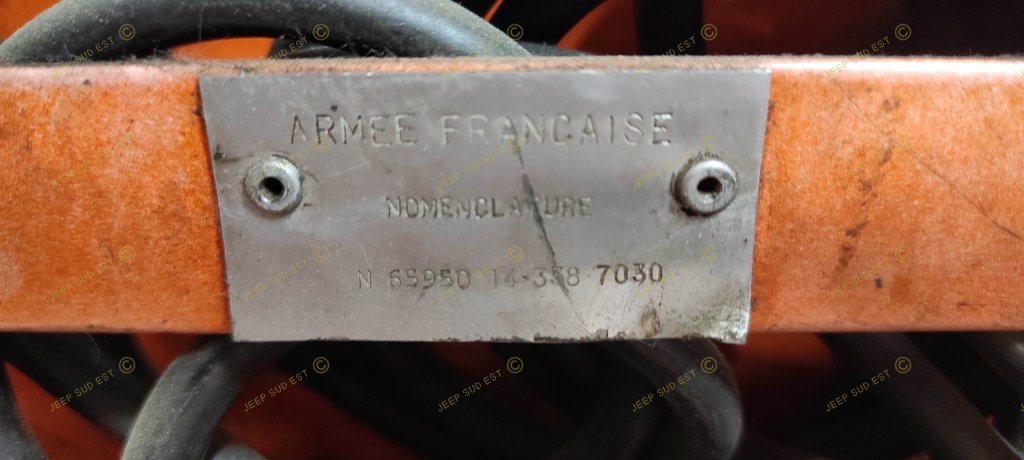 ARMEE FRANCAISE
NOMENCLATURE
N 65950 14-338 7030
JEEP SUD EST ©